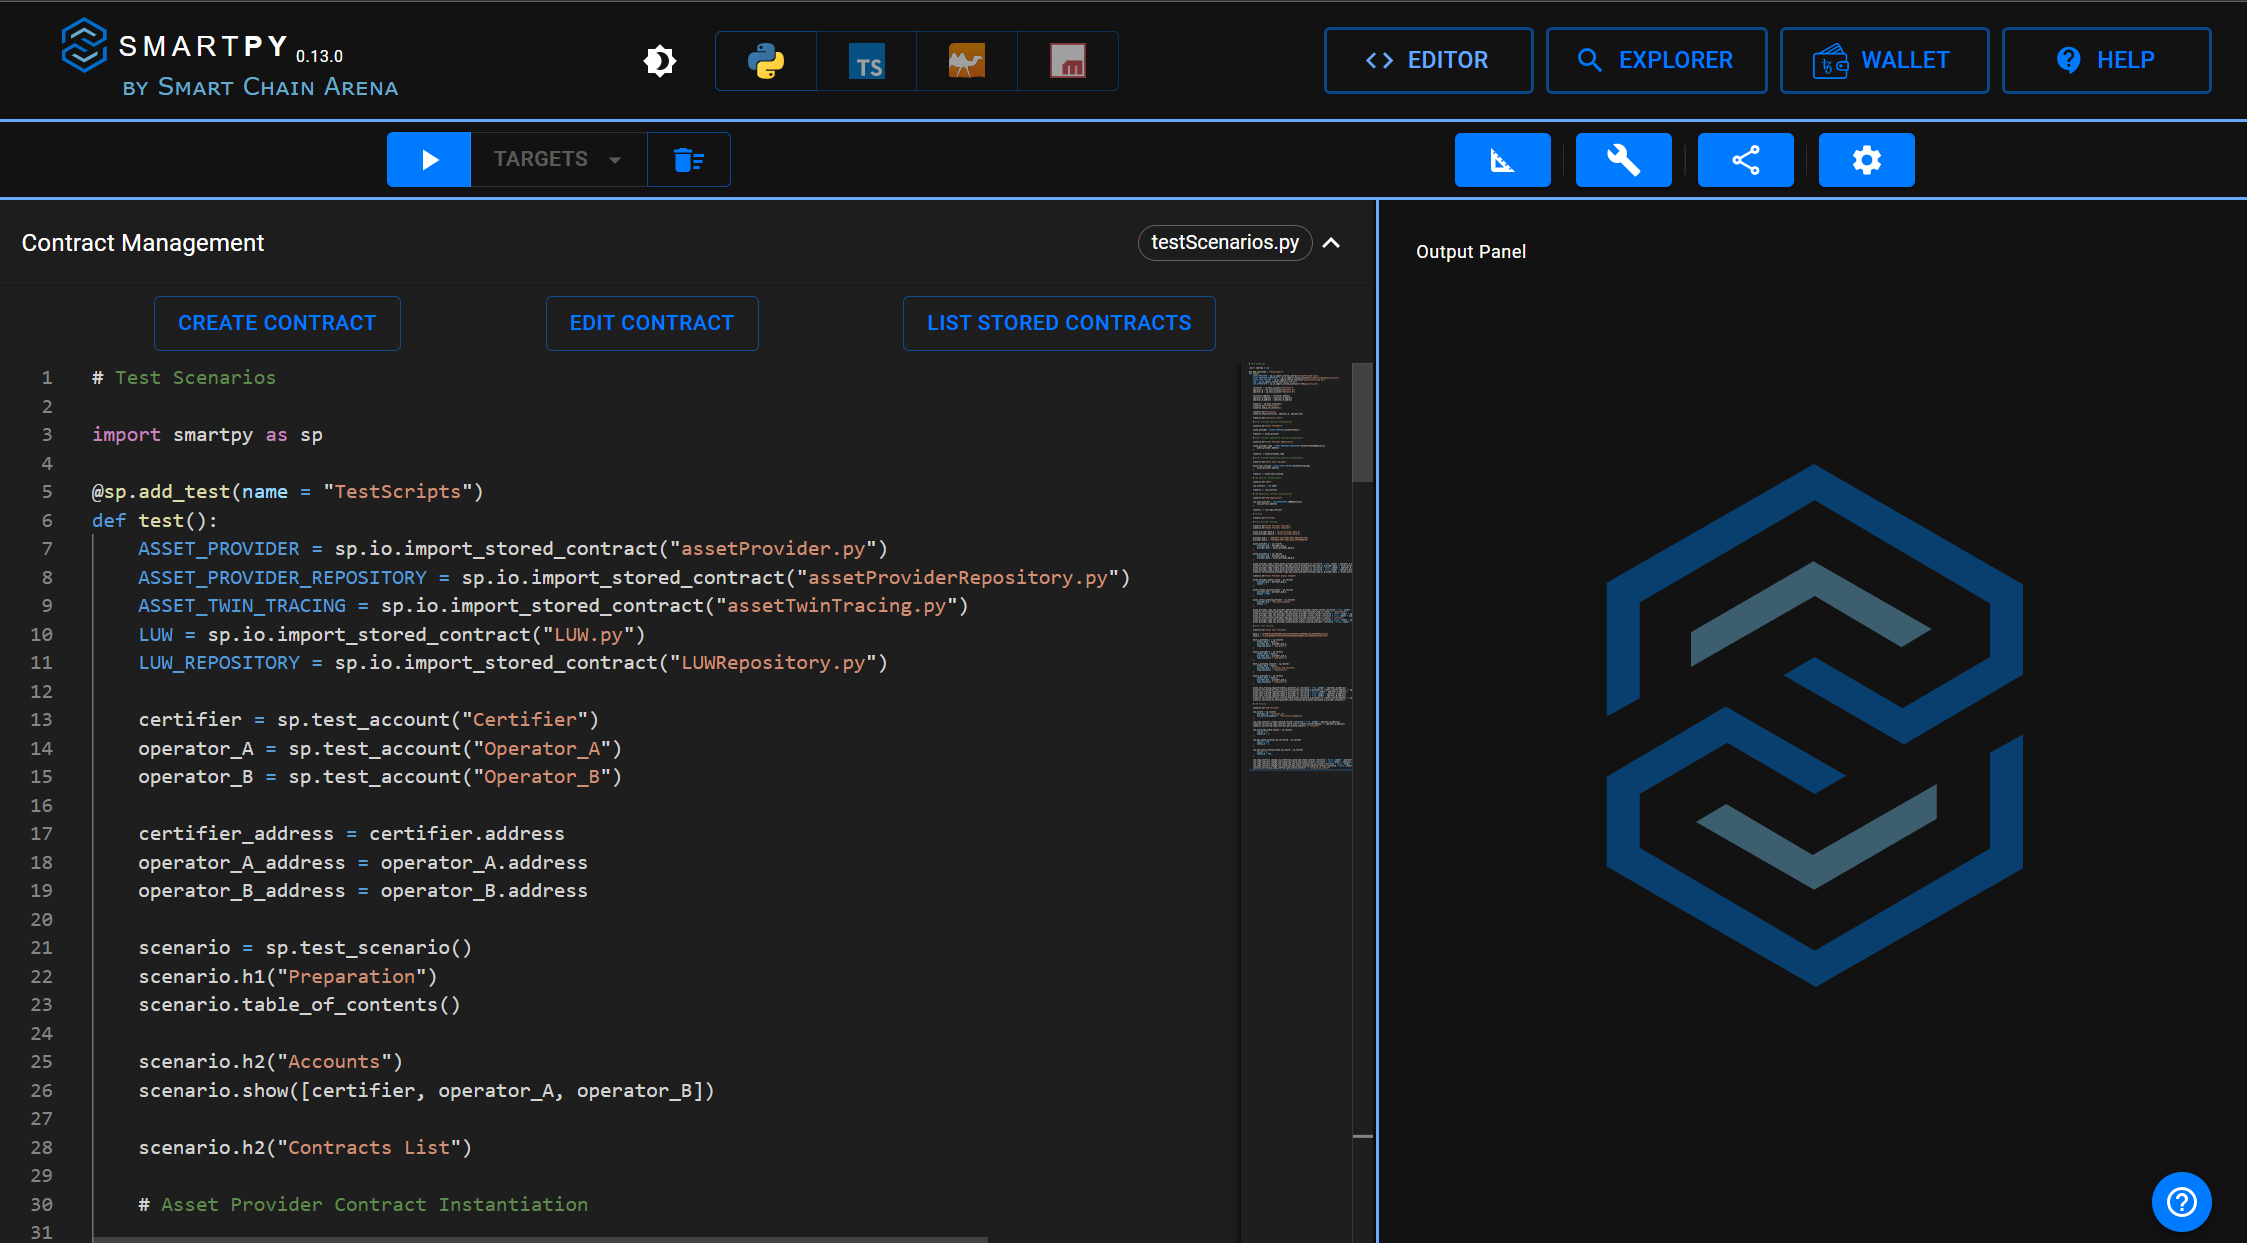 SMARTPY 0.13.0
BY SMART CHAIN ARENA
TS
EDITOR
EXPLORER
WALLET
HELP
TARGETS
Contract Management
testScenarios.py
Output Panel
CREATE CONTRACT
EDIT CONTRACT
LIST STORED CONTRACTS
1 # Test Scenarios
2
3 import smartpy as sp
4
5 @sp.add_test(name = "TestScripts")
6 def test():
7 ASSET_PROVIDER = sp.io.import_stored_contract("assetProvider.py")
8 ASSET_PROVIDER_REPOSITORY = sp.io.import_stored_contract("assetProviderRepository.py")
9 ASSET_TWIN_TRACING = sp.io.import_stored_contract("assetTwinTracing.py")
10 LUW = sp.io.import_stored_contract("LUW.py")
11 LUW_REPOSITORY = sp.io.import_stored_contract("LUWRepository.py")
12
13 certifier = sp.test_account("Certifier")
14 operator_A = sp.test_account("Operator_A")
15 operator_B = sp.test_account("Operator_B")
16
17 certifier_address = certifier.address
18 operator_A_address = operator_A.address
19 operator_B_address = operator_B.address
20
21 scenario = sp.test_scenario()
22 scenario.h1("Preparation")
23 scenario.table_of_contents()
24
25 scenario.h2("Accounts")
26 scenario.show([certifier, operator_A, operator_B])
27
28 scenario.h2("Contracts List")
29
30 # Asset Provider Contract Instantiation
31